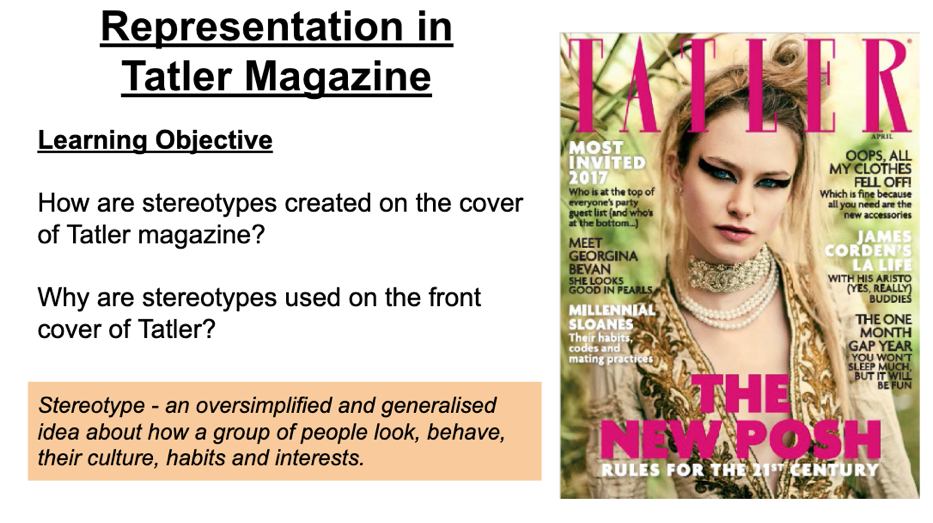 Representation in
Tatler Magazine
Learning Objective
How are stereotypes created on the cover
of Tatler magazine?
Why are stereotypes used on the front
cover of Tatler?
Stereotype - an oversimplified and generalised
idea about how a group of people look, behave,
their culture, habits and interests.
TATLER
APRIL
MOST
INVITED
2017
Who is at the top of
everyone's party
guest list (and who's
at the bottom...)
MEET
GEORGINA
BEVAN
SHE LOOKS
GOOD IN PEARLS
MILLENNIAL
SLOANES
Their habits,
codes and
mating practices
OOPS, ALL
MY CLOTHES
FELL OFF!
Which is fine because
all you need are the
new accessories
JAMES
CORDEN'S
LA LIFE
WITH HIS ARISTO
(YES, REALLY)
BUDDIES
THE ONE
MONTH
GAP YEAR
YOU WON'T
SLEEP MUCH,
BUT IT WILL
BE FUN
THE
NEW POSH
RULES FOR THE 21ST CENTURY